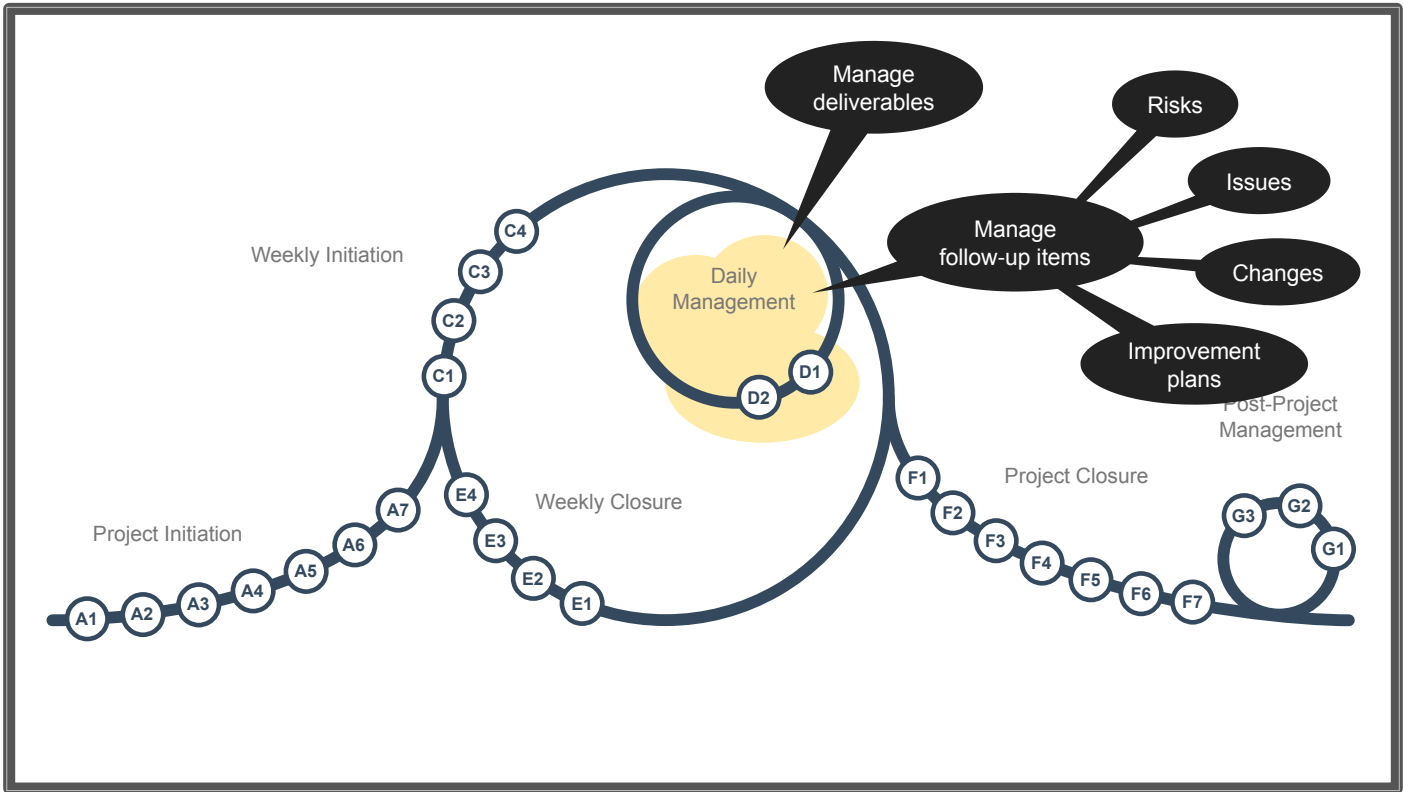 Manage
deliverables
Risks
Issues
Manage
follow-up items
Changes
Improvement
plans
Weekly Initiation
C4
C3
C2
C1
Daily
Management
D1
D2
Post-Project
Management
Project Closure
Weekly Closure
Project Initiation
A1
A2
A3
A4
A5
A6
A7
E4
E3
E2
E1
F1
F2
F3
F4
F5
F6
F7
G3
G2
G1